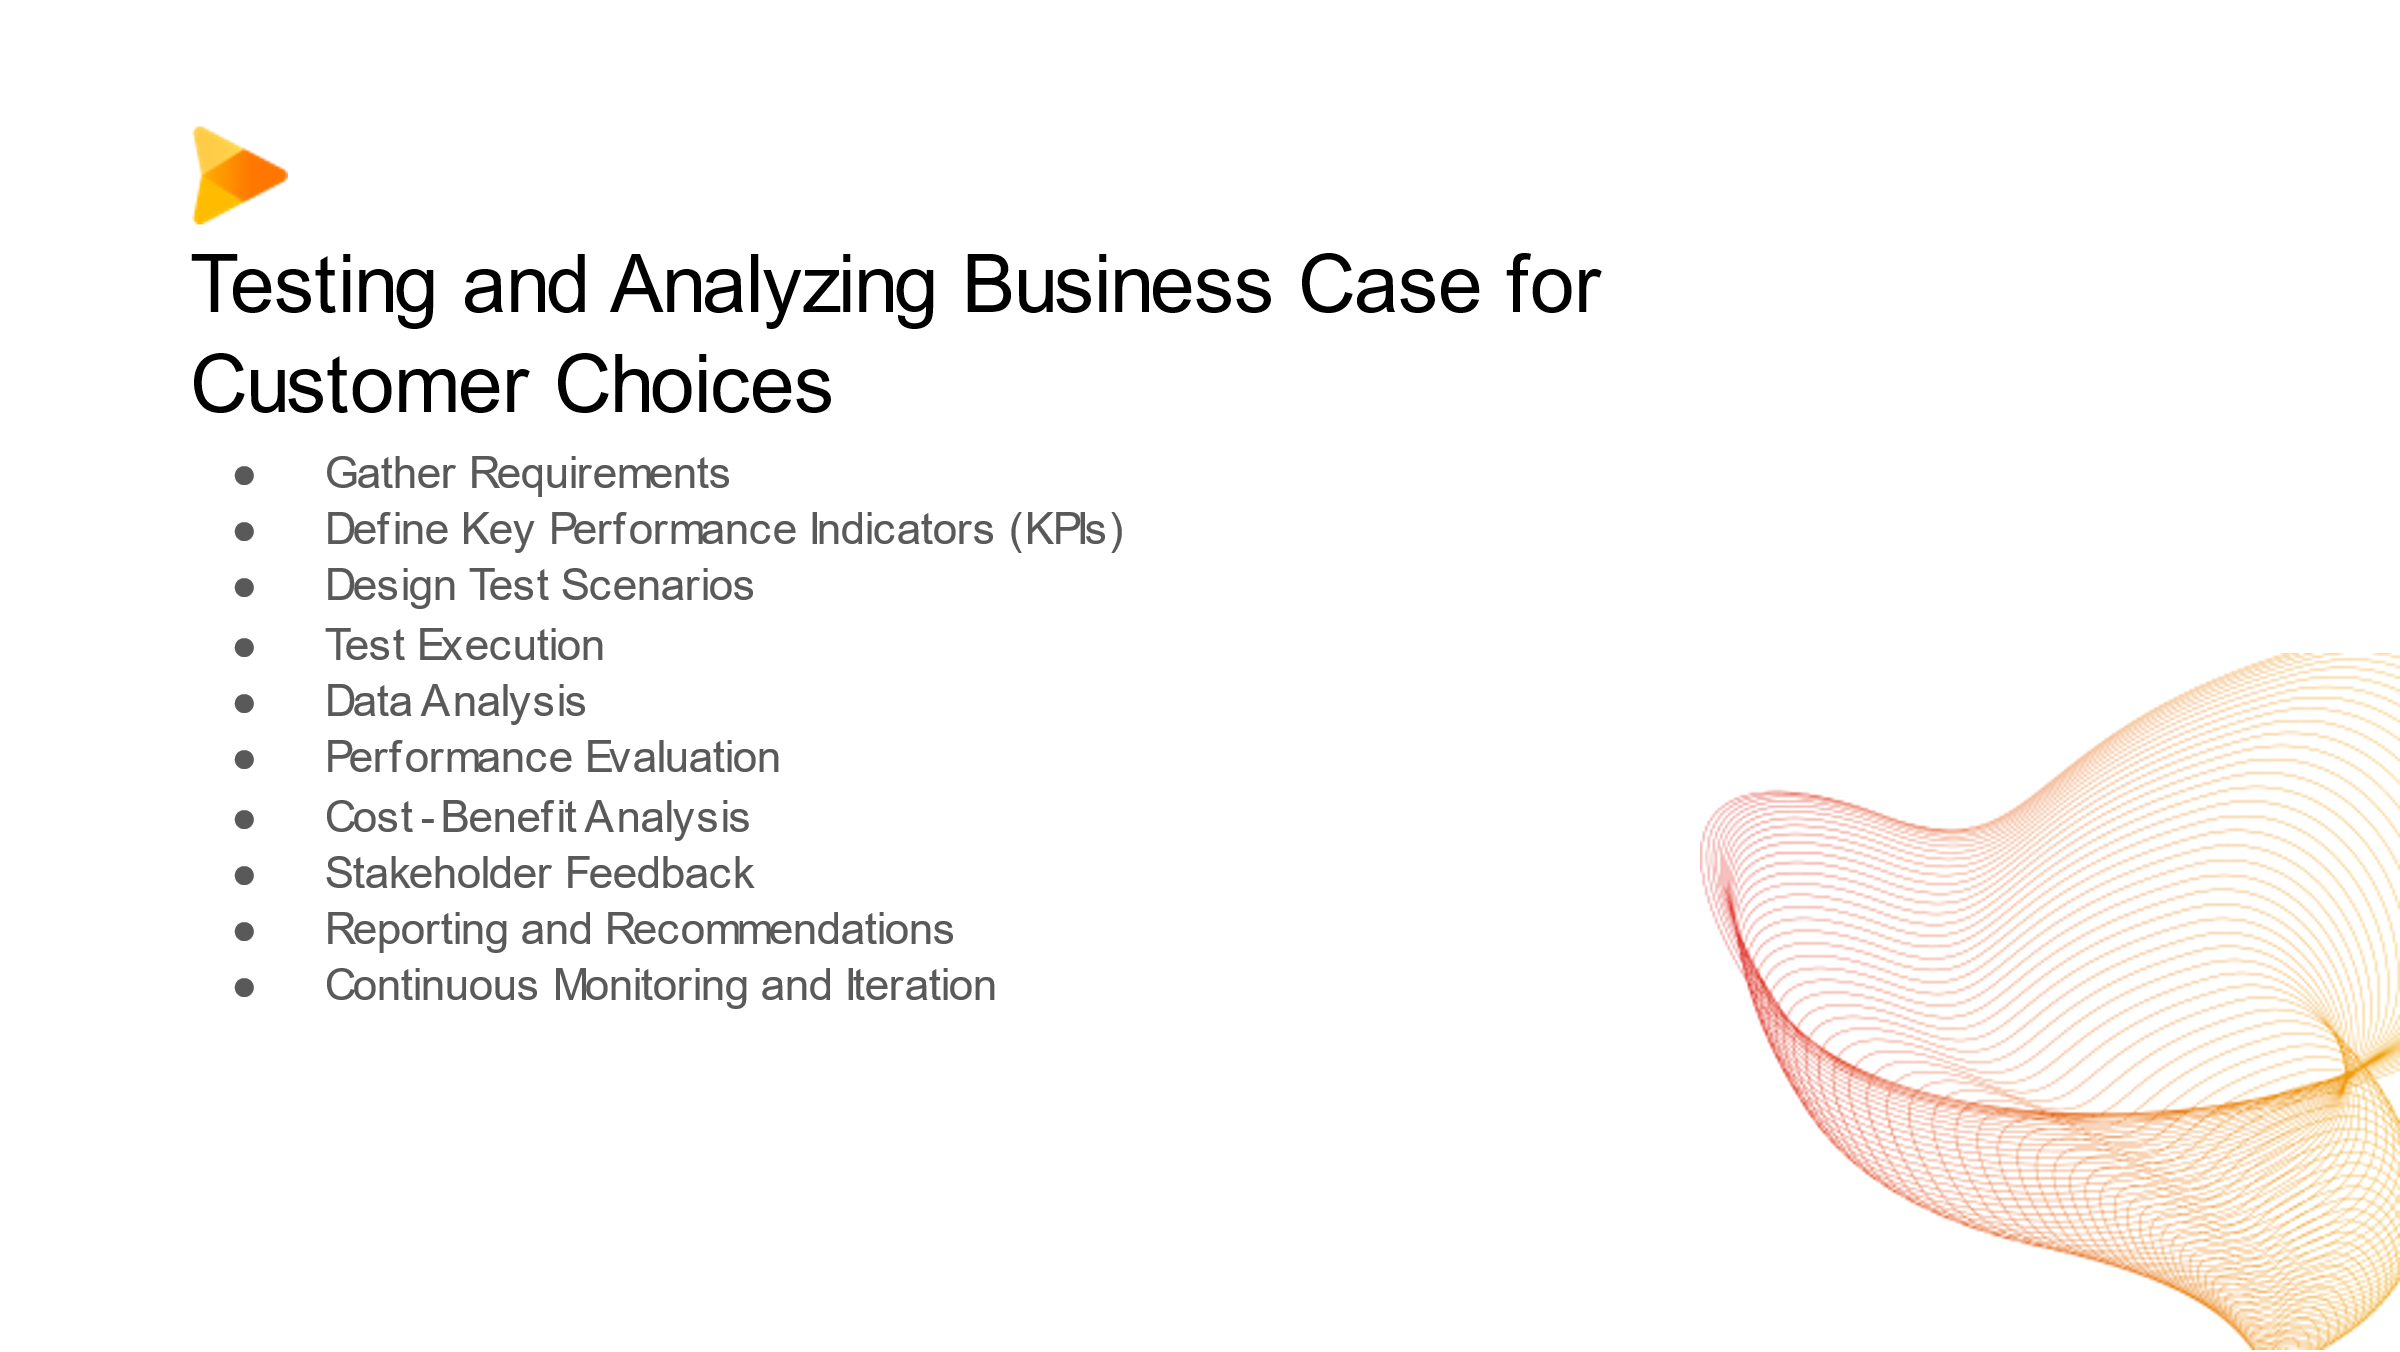 Testing and Analyzing Business Case for
Customer Choices
● Gather Requirements
● Define Key Performance Indicators (KPIs)
● Design Test Scenarios
● Test Execution
● Data Analysis
● Performance Evaluation
● Cost-Benefit Analysis
● Stakeholder Feedback
● Reporting and Recommendations
● Continuous Monitoring and Iteration